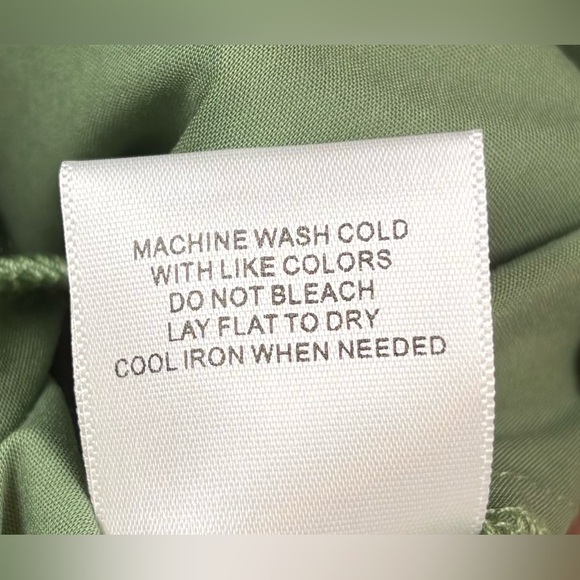 MACHINE WASH COLD
WITH LIKE COLORS
DO NOT BLEACH
LAY FLAT TO DRY
COOL IRON WHEN NEEDED